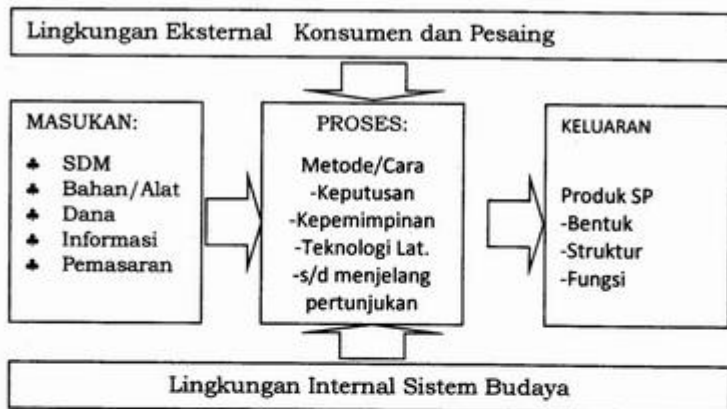 Lingkungan Eksternal Konsumen dan Pesaing
MASUKAN:
♣ SDM
♣ Bahan/Alat
♣ Dana
♣ Informasi
♣ Pemasaran
PROSES:
Metode/Cara
-Keputusan
-Kepemimpinan
-Teknologi Lat.
-s/d menjelang
pertunjukan
KELUARAN
Produk SP
-Bentuk
-Struktur
-Fungsi
Lingkungan Internal Sistem Budaya